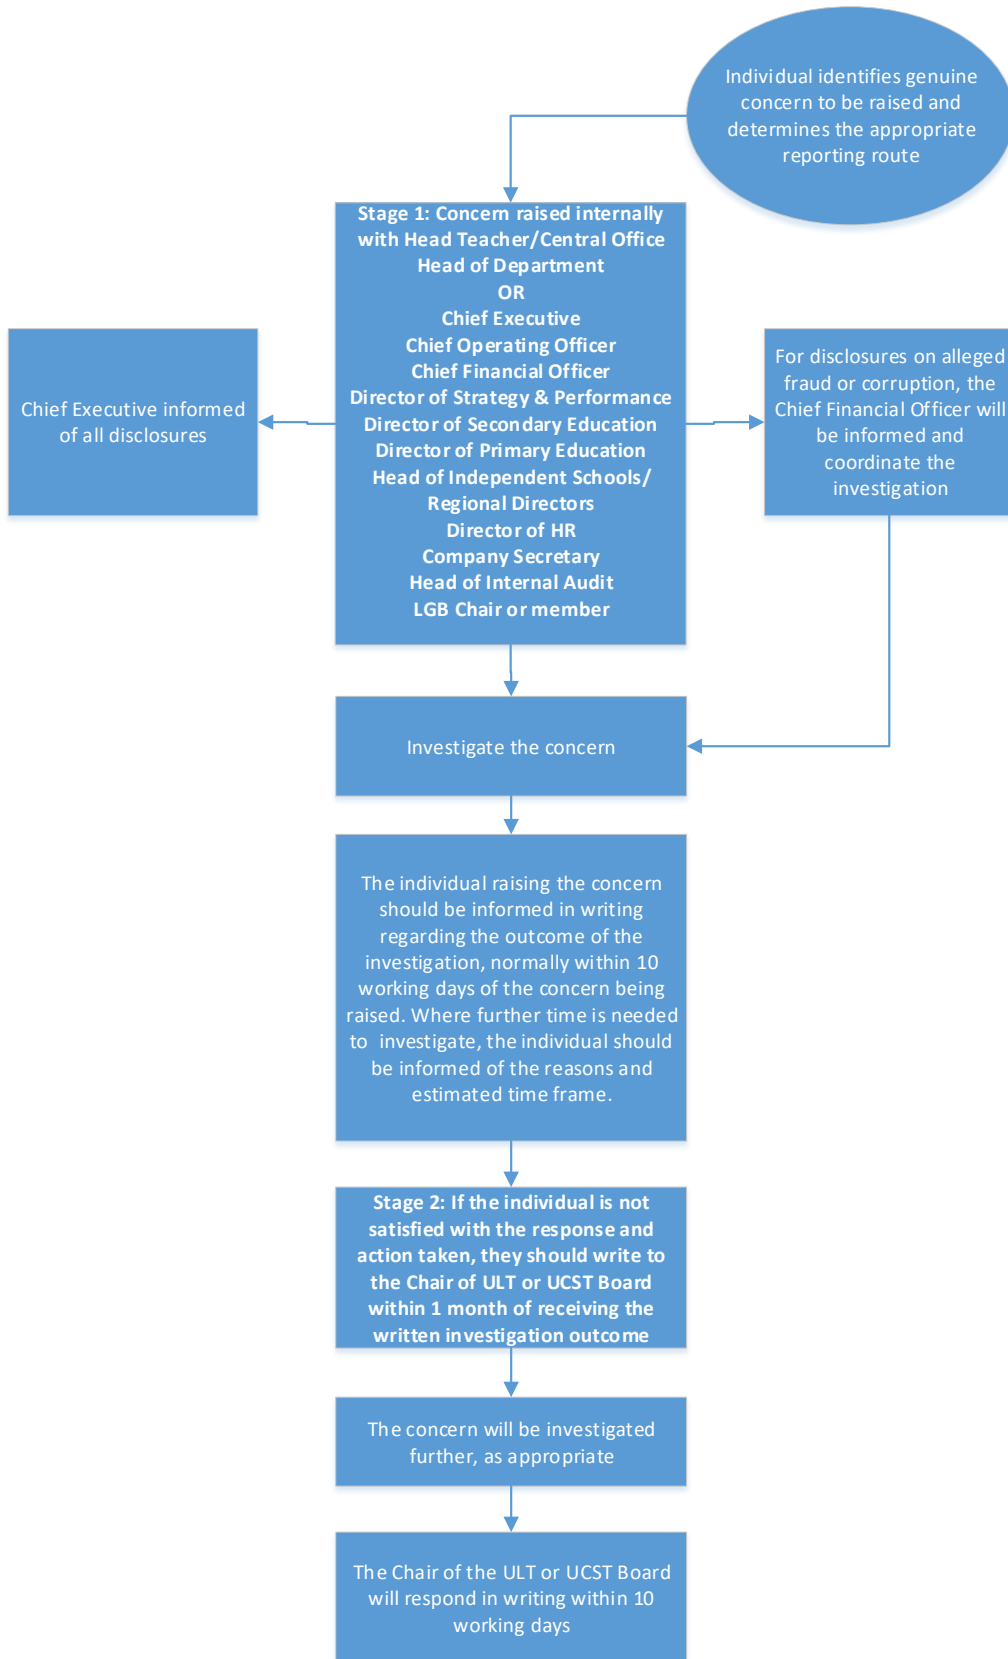 Individual identifies genuine
concern to be raised and
determines the appropriate
reporting route
Stage 1: Concern raised internally
with Head Teacher/Central Office
Head of Department
OR
Chief Executive
Chief Operating Officer
Chief Financial Officer
Director of Strategy & Performance
Director of Secondary Education
Director of Primary Education
Head of Independent Schools/
Regional Directors
Director of HR
Company Secretary
Head of Internal Audit
LGB Chair or member
Chief Executive informed
of all disclosures
For disclosures on alleged
fraud or corruption, the
Chief Financial Officer will
be informed and
coordinate the
investigation
Investigate the concern
The individual raising the concern
should be informed in writing
regarding the outcome of the
investigation, normally within 10
working days of the concern being
raised. Where further time is needed
to investigate, the individual should
be informed of the reasons and
estimated time frame.
Stage 2: If the individual is not
satisfied with the response and
action taken, they should write to
the Chair of ULT or UCST Board
within 1 month of receiving the
written investigation outcome
The concern will be investigated
further, as appropriate
The Chair of the ULT or UCST Board
will respond in writing within 10
working days